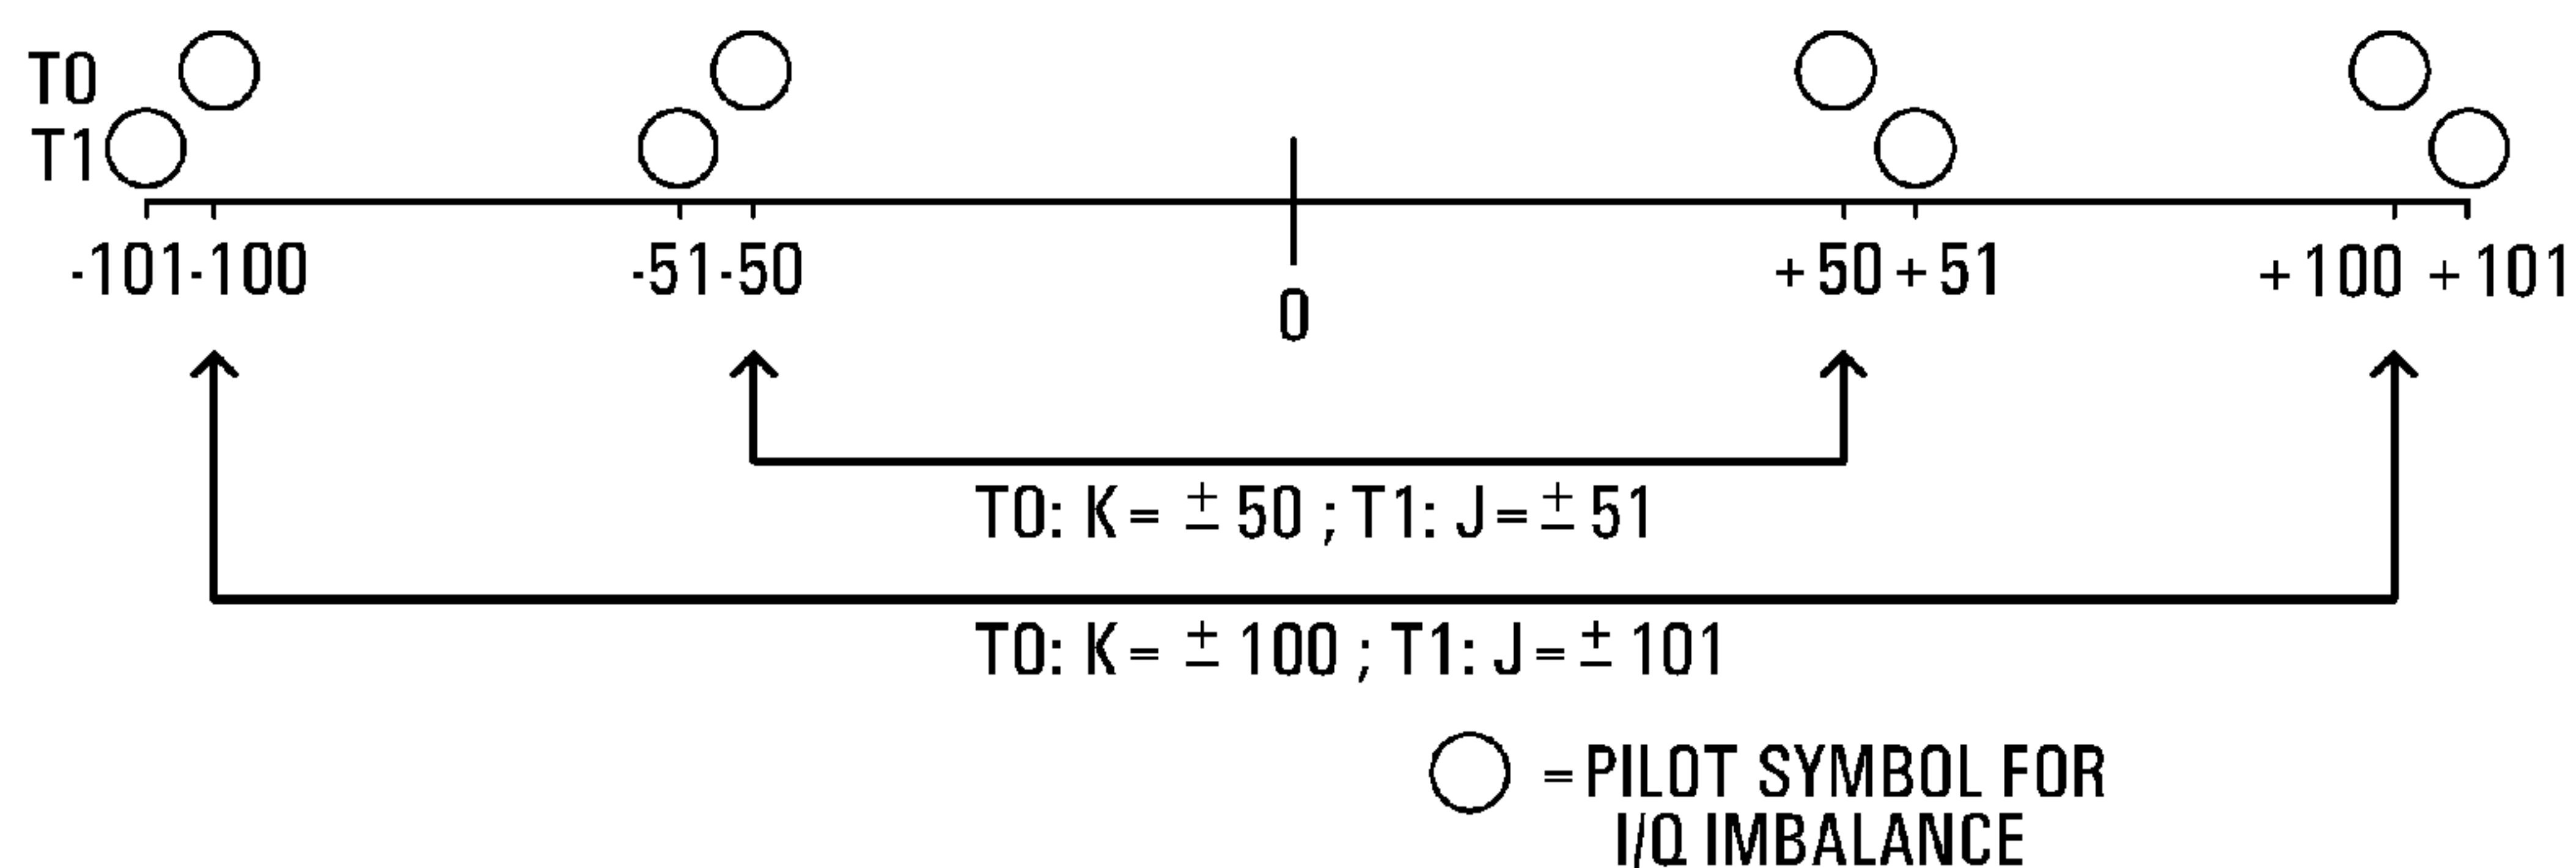 T0
T1
-101-100 -51-50 +50+51 +100 +101
0
T0: K= ±50 ; T1: J=±51
T0: K= ±100 ; T1: J=±101
=PILOT SYMBOL FOR
I/Q IMBALANCE